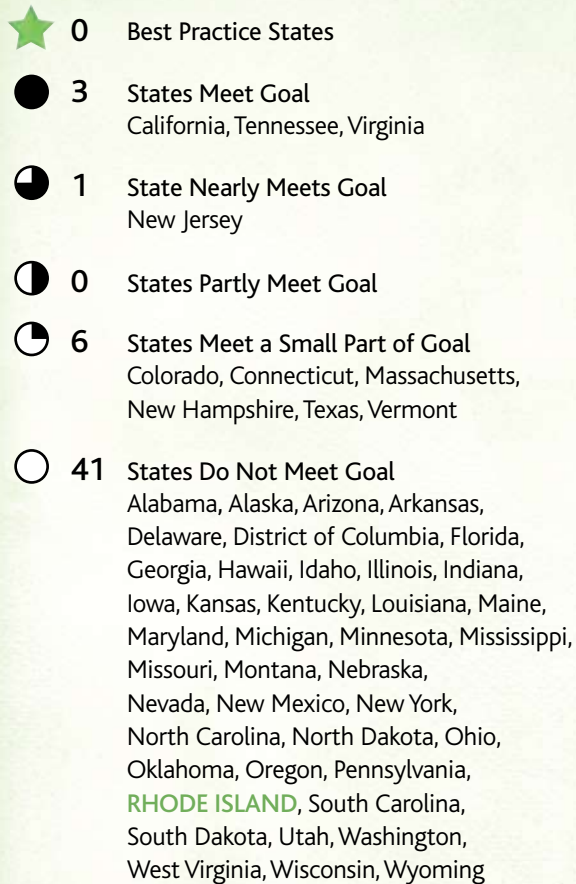 0 Best Practice States
3 States Meet Goal
California, Tennessee, Virginia
1 State Nearly Meets Goal
New Jersey
0 States Partly Meet Goal
6 States Meet a Small Part of Goal
Colorado, Connecticut, Massachusetts,
New Hampshire, Texas, Vermont
41 States Do Not Meet Goal
Alabama, Alaska, Arizona, Arkansas,
Delaware, District of Columbia, Florida,
Georgia, Hawaii, Idaho, Illinois, Indiana,
Iowa, Kansas, Kentucky, Louisiana, Maine,
Maryland, Michigan, Minnesota, Mississippi,
Missouri, Montana, Nebraska,
Nevada, New Mexico, New York,
North Carolina, North Dakota, Ohio,
Oklahoma, Oregon, Pennsylvania,
RHODE ISLAND, South Carolina,
South Dakota, Utah, Washington,
West Virginia, Wisconsin, Wyoming